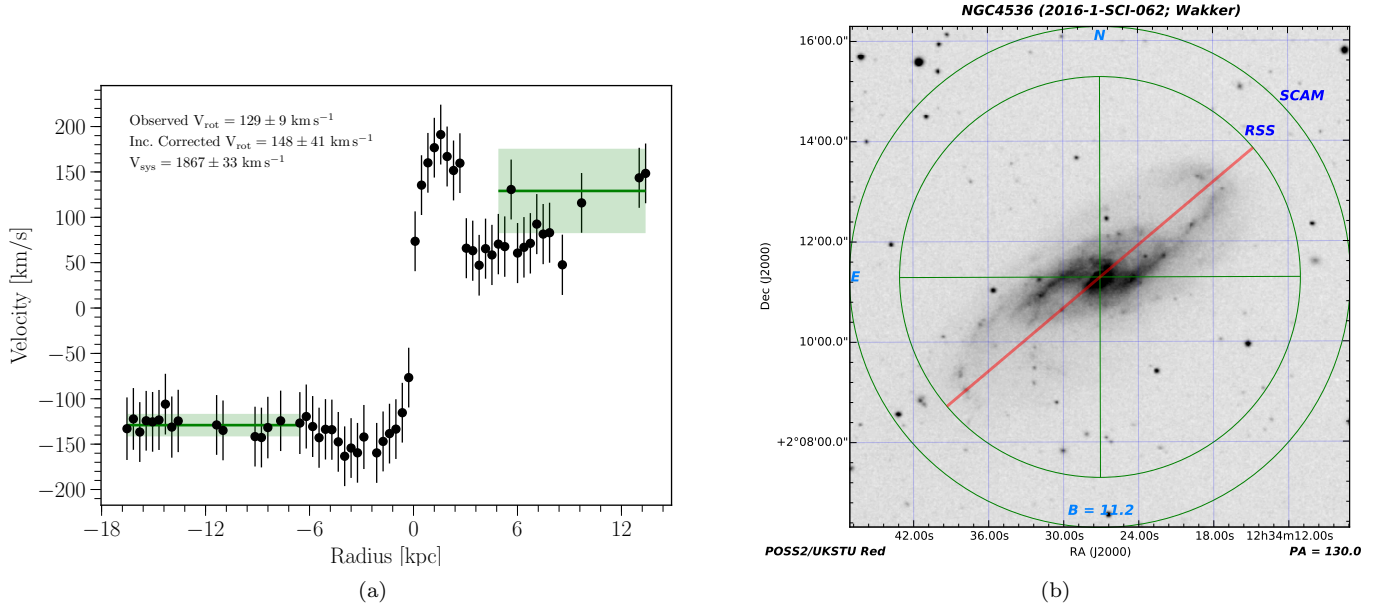 Observed V_rot = 129 ± 9 km s⁻¹
Inc. Corrected V_rot = 148 ± 41 km s⁻¹
V_sys = 1867 ± 33 km s⁻¹
Velocity [km/s]
200
150
100
50
0
−50
−100
−150
−200
−18
−12
−6
0
6
12
Radius [kpc]
(a)
NGC4536 (2016-1-SCI-062; Wakker)
16'00.0"
14'00.0"
12'00.0"
10'00.0"
+2°08'00.0"
Dec (J2000)
N
SCAM
RSS
E
B = 11.2
42.00s
36.00s
30.00s
24.00s
18.00s
12h34m12.00s
POSS2/UKSTU Red
RA (J2000)
PA = 130.0
(b)